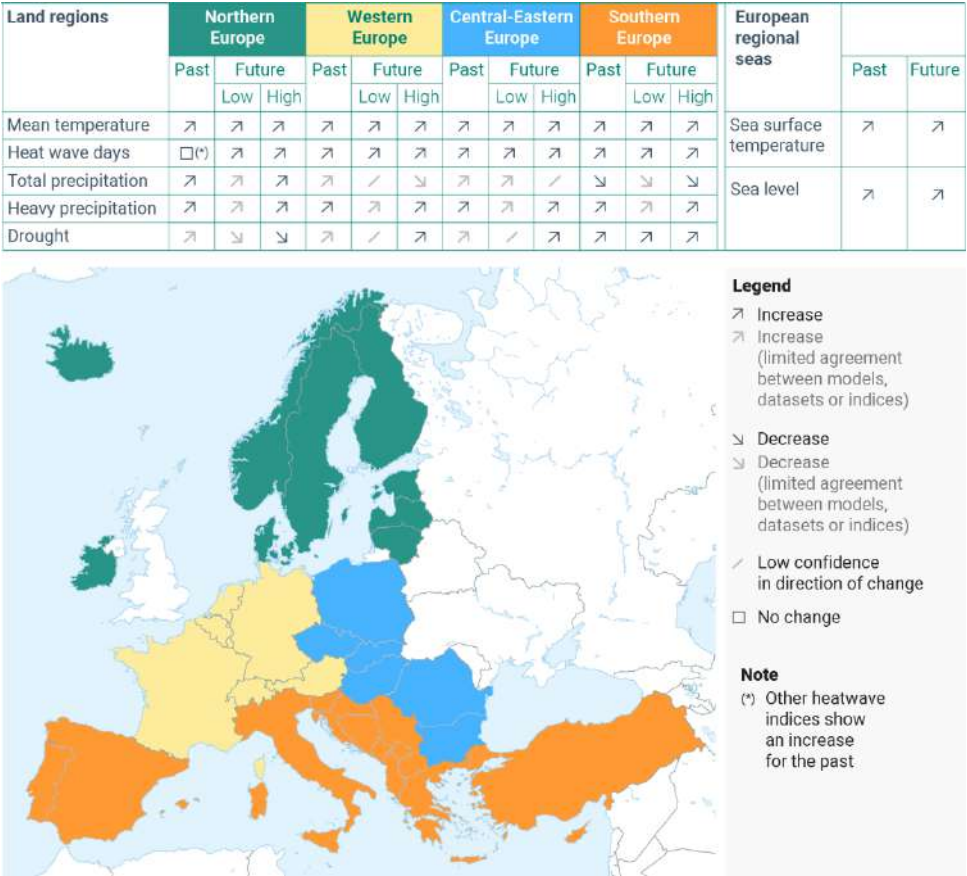 Land regions
Northern Europe
Western Europe
Central-Eastern Europe
Southern Europe
European regional seas
Past Future Past Future Past Future Past Future Past Future
Low High Low High Low High Low High
Mean temperature ↗ ↗ ↗ ↗ ↗ ↗ ↗ ↗ ↗ ↗ ↗ ↗
Sea surface temperature ↗ ↗
Heat wave days □(*) ↗ ↗ ↗ ↗ ↗ ↗ ↗ ↗ ↗ ↗ ↗
Total precipitation ↗ ↗ ↗ ↗ / ↘ ↗ ↗ / ↘ ↘ ↘
Sea level ↗ ↗
Heavy precipitation ↗ ↗ ↗ ↗ ↗ ↗ ↗ ↗ ↗ ↗ ↗ ↗
Drought ↗ ↘ ↘ ↗ / ↗ ↗ / ↗ ↗ ↗ ↗
Legend
↗ Increase
↗ Increase
(limited agreement
between models,
datasets or indices)
↘ Decrease
↘ Decrease
(limited agreement
between models,
datasets or indices)
/ Low confidence
in direction of change
□ No change
Note
(*) Other heatwave
indices show
an increase
for the past